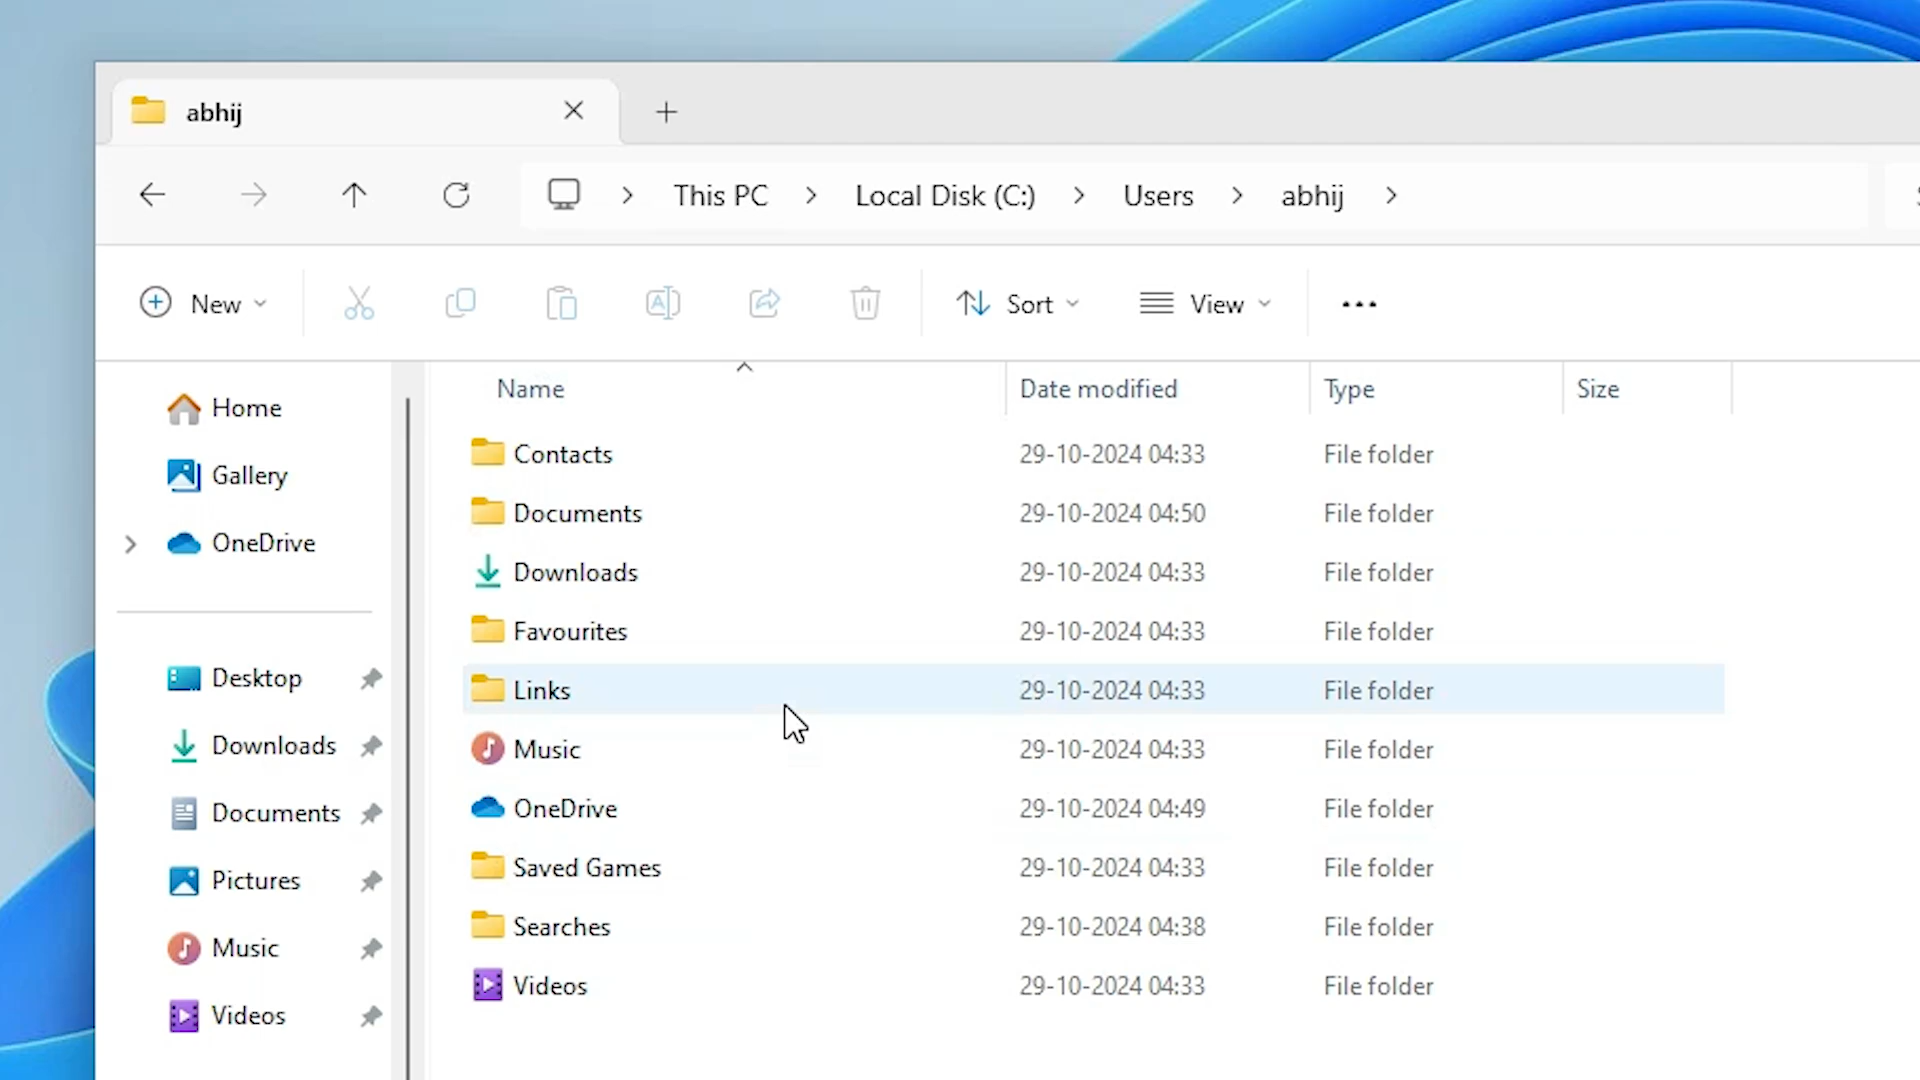 abhij
This PC > Local Disk (C:) > Users > abhij >
New Sort View
Name Date modified Type Size
Home
Gallery
OneDrive
Desktop
Downloads
Documents
Pictures
Music
Videos
Contacts 29-10-2024 04:33 File folder
Documents 29-10-2024 04:50 File folder
Downloads 29-10-2024 04:33 File folder
Favourites 29-10-2024 04:33 File folder
Links 29-10-2024 04:33 File folder
Music 29-10-2024 04:33 File folder
OneDrive 29-10-2024 04:49 File folder
Saved Games 29-10-2024 04:33 File folder
Searches 29-10-2024 04:38 File folder
Videos 29-10-2024 04:33 File folder